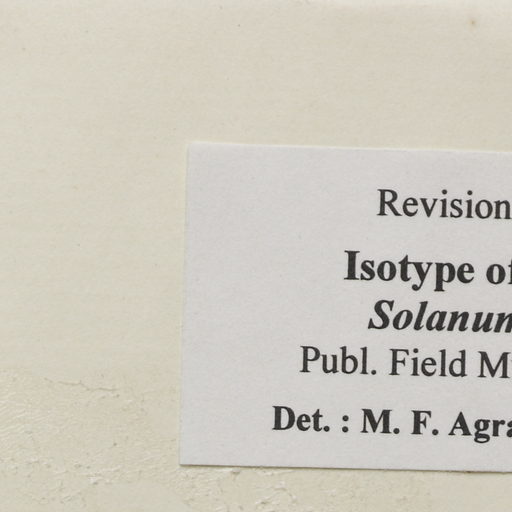 Revision
Isotype of
Solanum
Publ. Field M
Det. : M. F. Agra